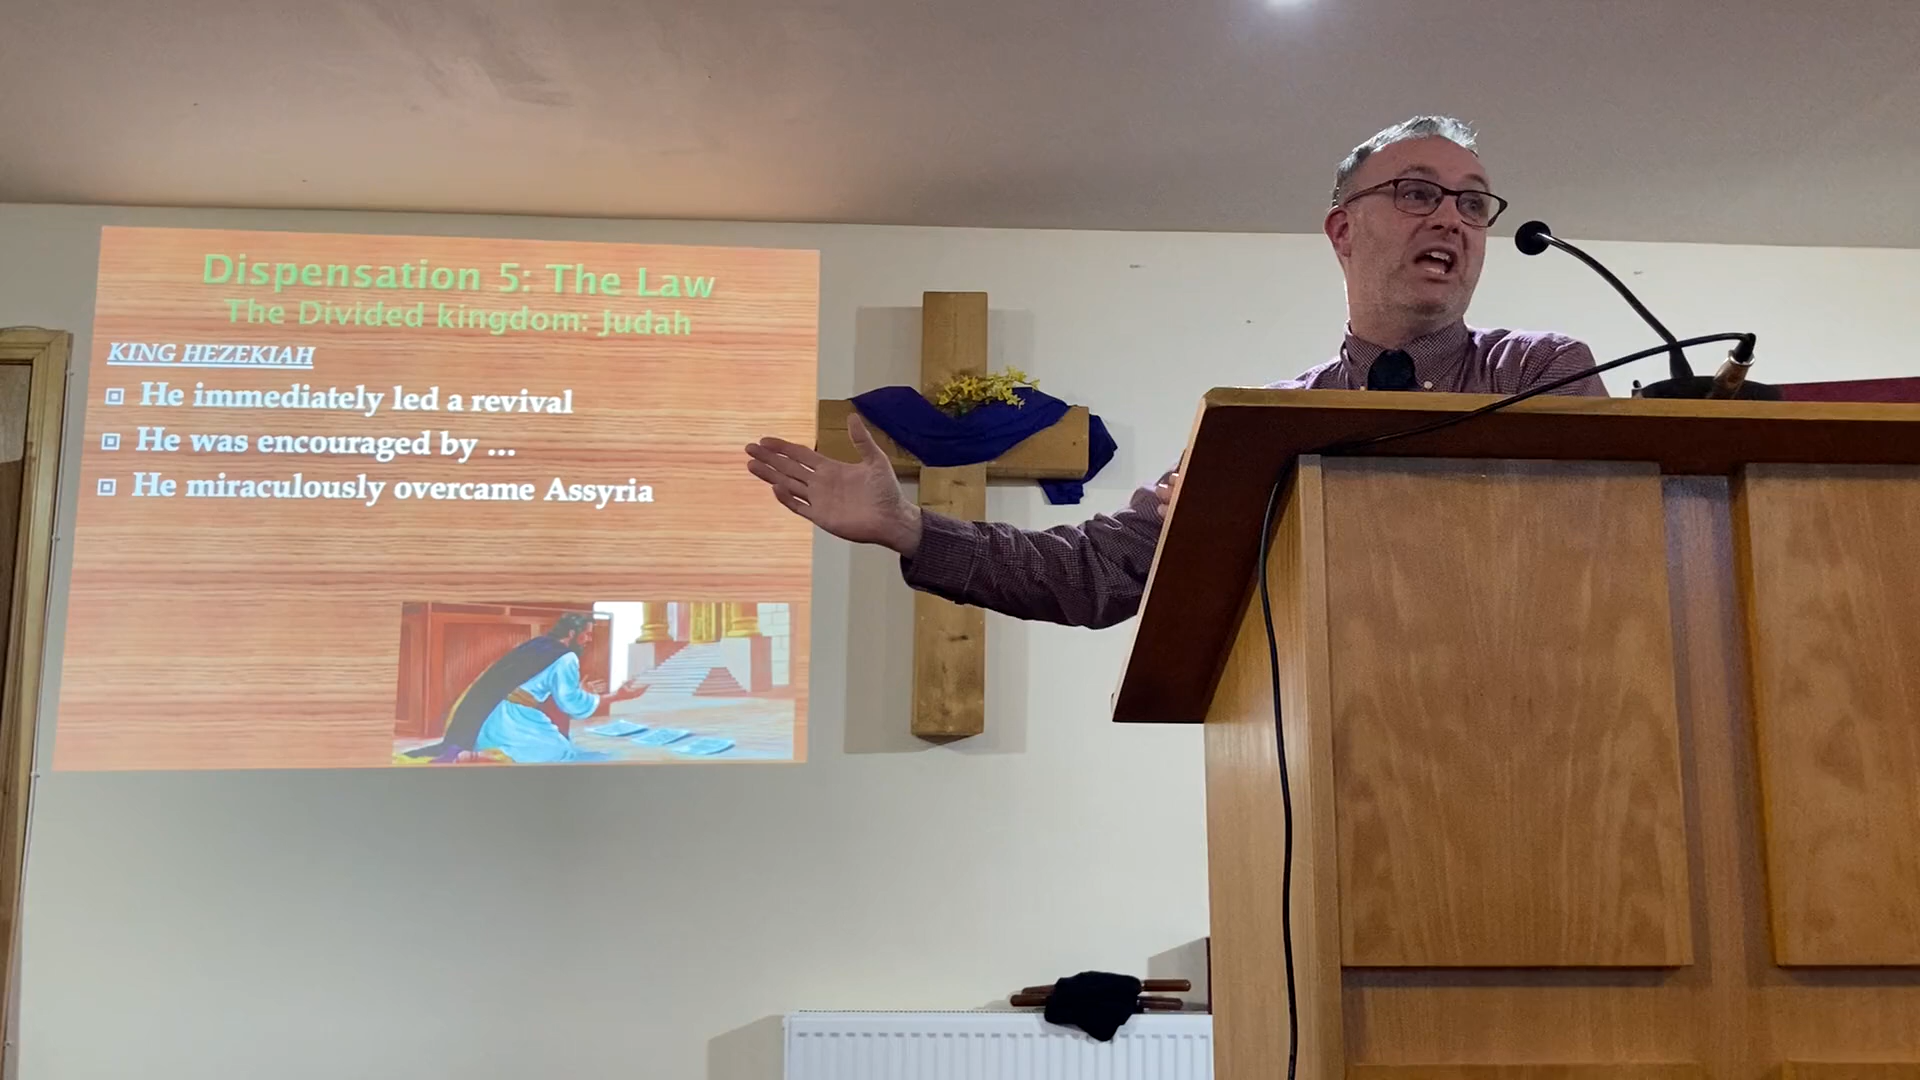 Dispensation 5: The Law
The Divided kingdom: Judah
KING HEZEKIAH
He immediately led a revival
He was encouraged by ...
He miraculously overcame Assyria